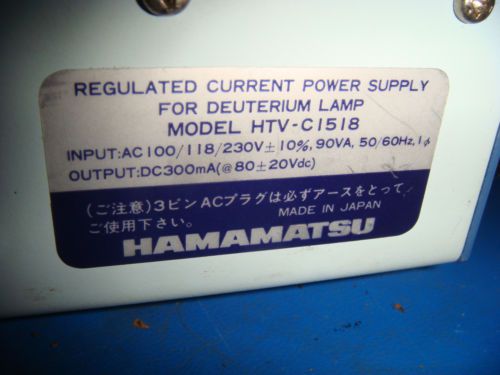 REGULATED CURRENT POWER SUPPLY
FOR DEUTERIUM LAMP
MODEL HTV-C1518
INPUT:AC100/118/230V±10%, 90VA, 50/60Hz, 1φ
OUTPUT:DC300mA(@80±20Vdc)
(ご注意)3ピンACプラグは必ずアースをとって
ご使用下さい。
MADE IN JAPAN
HAMAMATSU